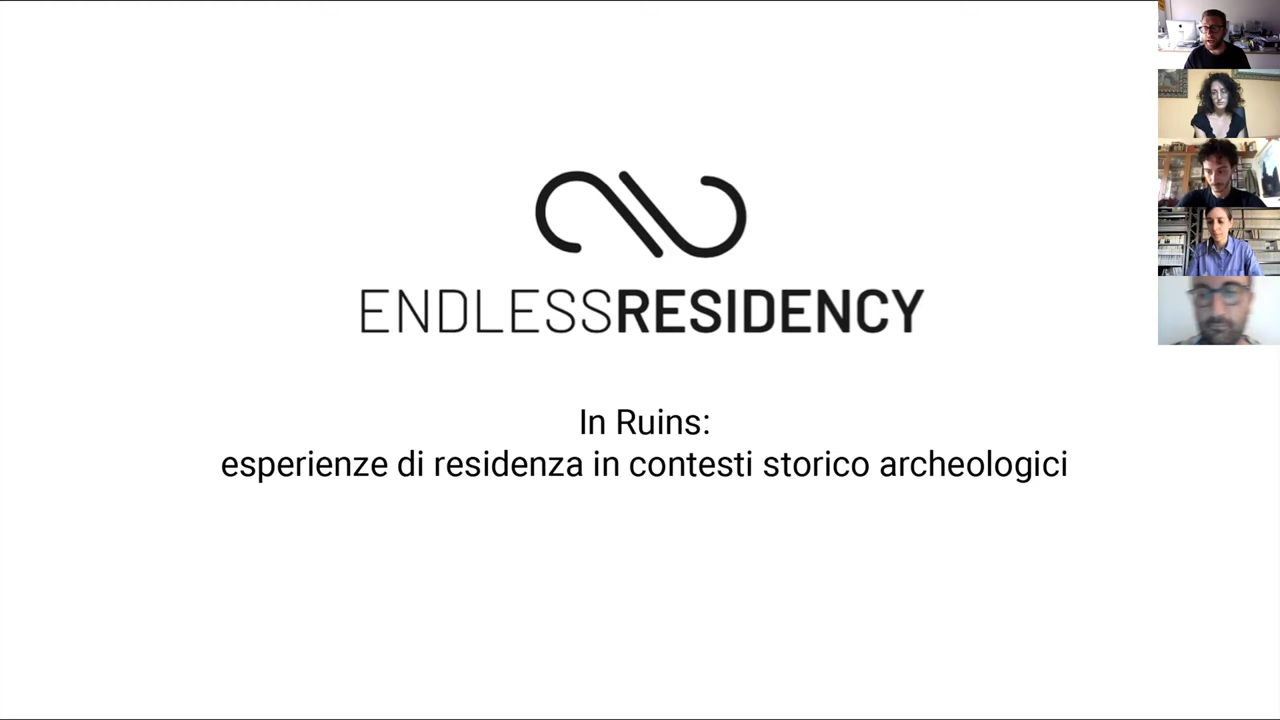 ENDLESSRESIDENCY
In Ruins:
esperienze di residenza in contesti storico archeologici